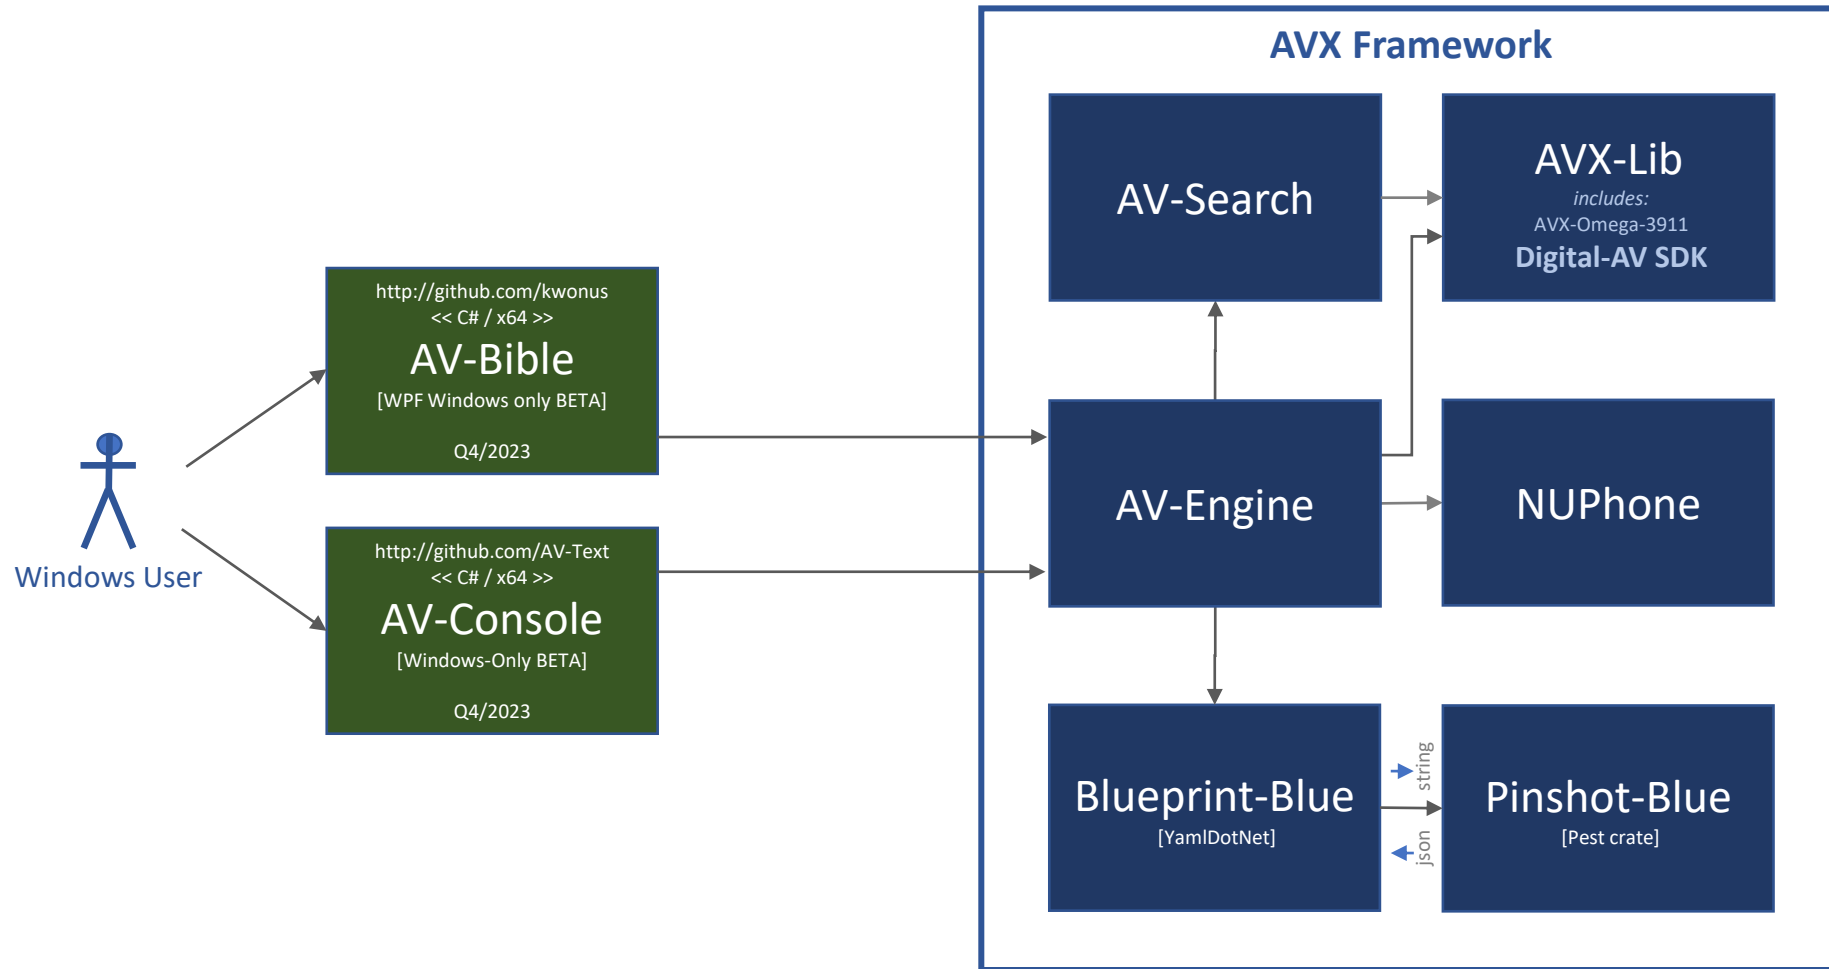 AVX Framework
AV-Search
AVX-Lib
includes:
AVX-Omega-3911
Digital-AV SDK
http://github.com/kwonus
<< C# / x64 >>
AV-Bible
[WPF Windows only BETA]
Q4/2023
Windows User
http://github.com/AV-Text
<< C# / x64 >>
AV-Console
[Windows-Only BETA]
Q4/2023
AV-Engine
NUPhone
Blueprint-Blue
[YamlDotNet]
string
json
Pinshot-Blue
[Pest crate]